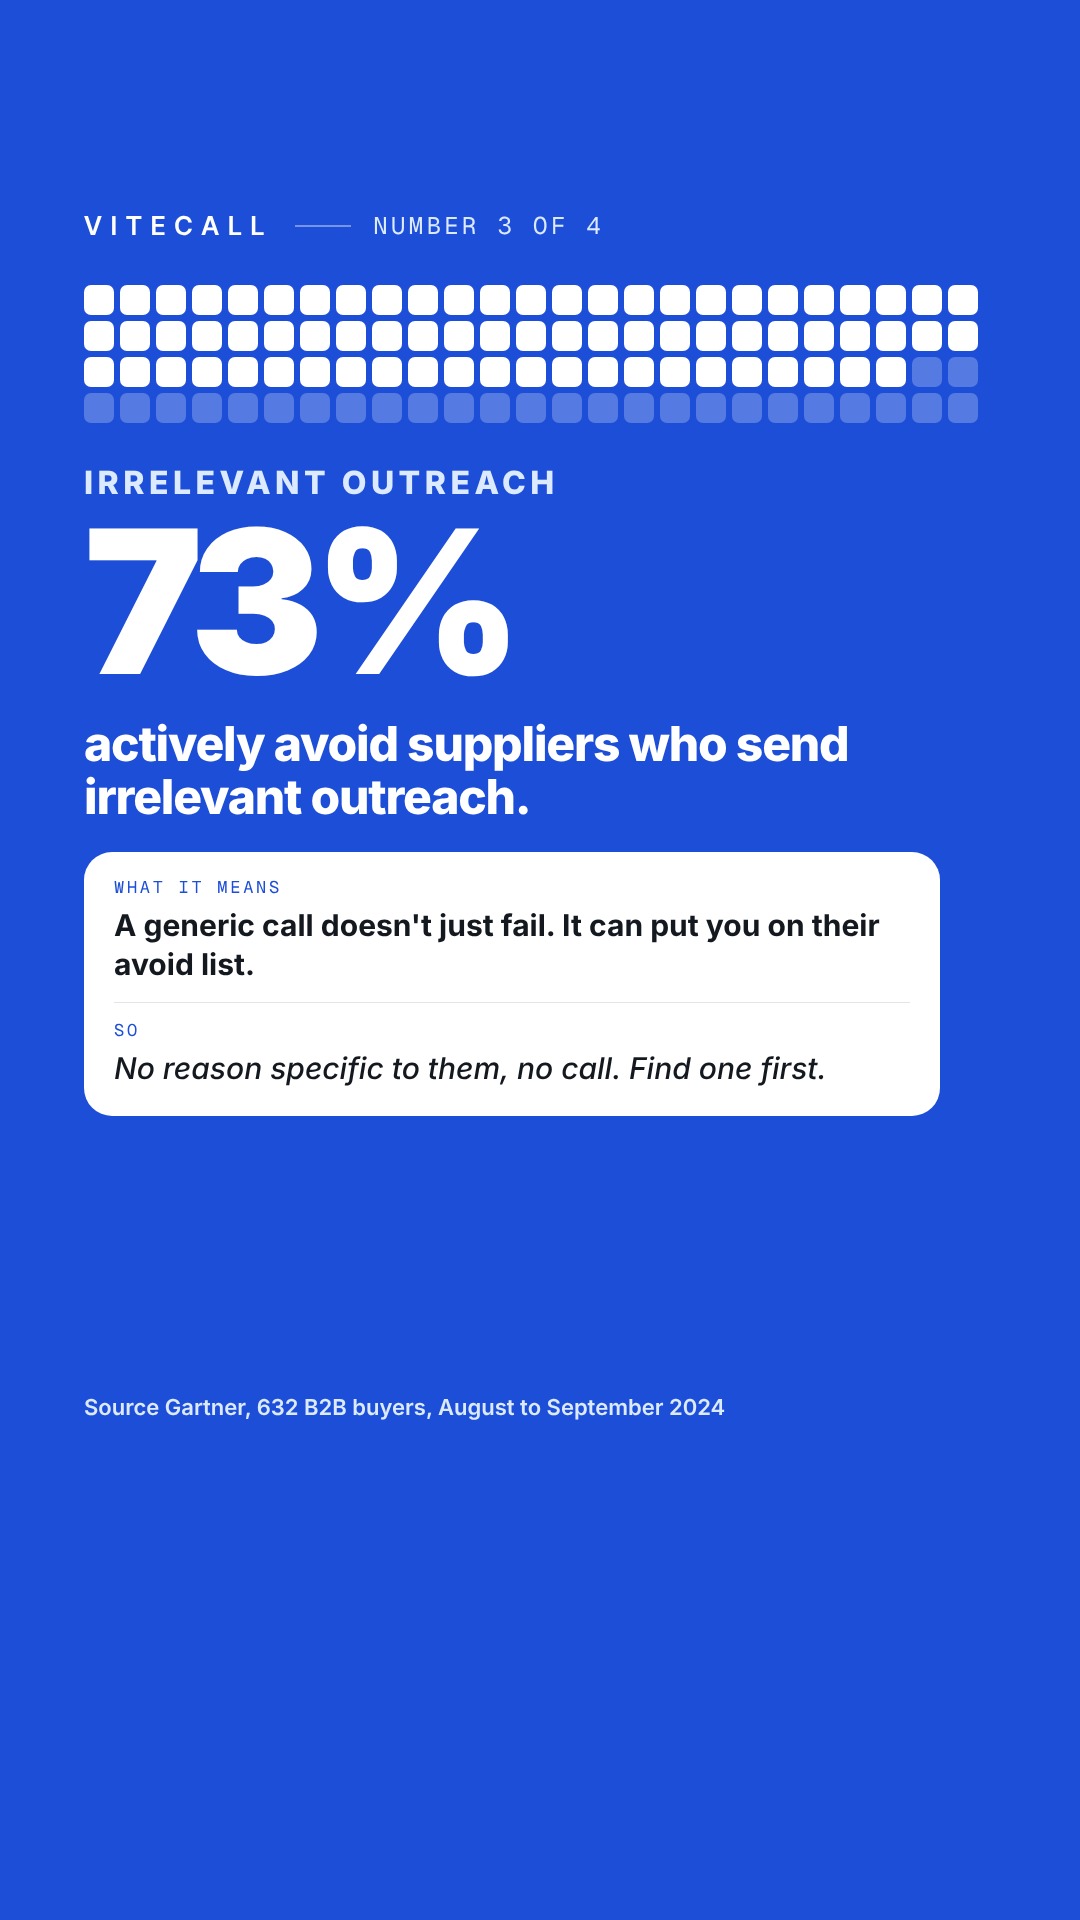 VITECALL — NUMBER 3 OF 4
IRRELEVANT OUTREACH
73%
actively avoid suppliers who send
irrelevant outreach.
WHAT IT MEANS
A generic call doesn't just fail. It can put you on their
avoid list.
SO
No reason specific to them, no call. Find one first.
Source Gartner, 632 B2B buyers, August to September 2024